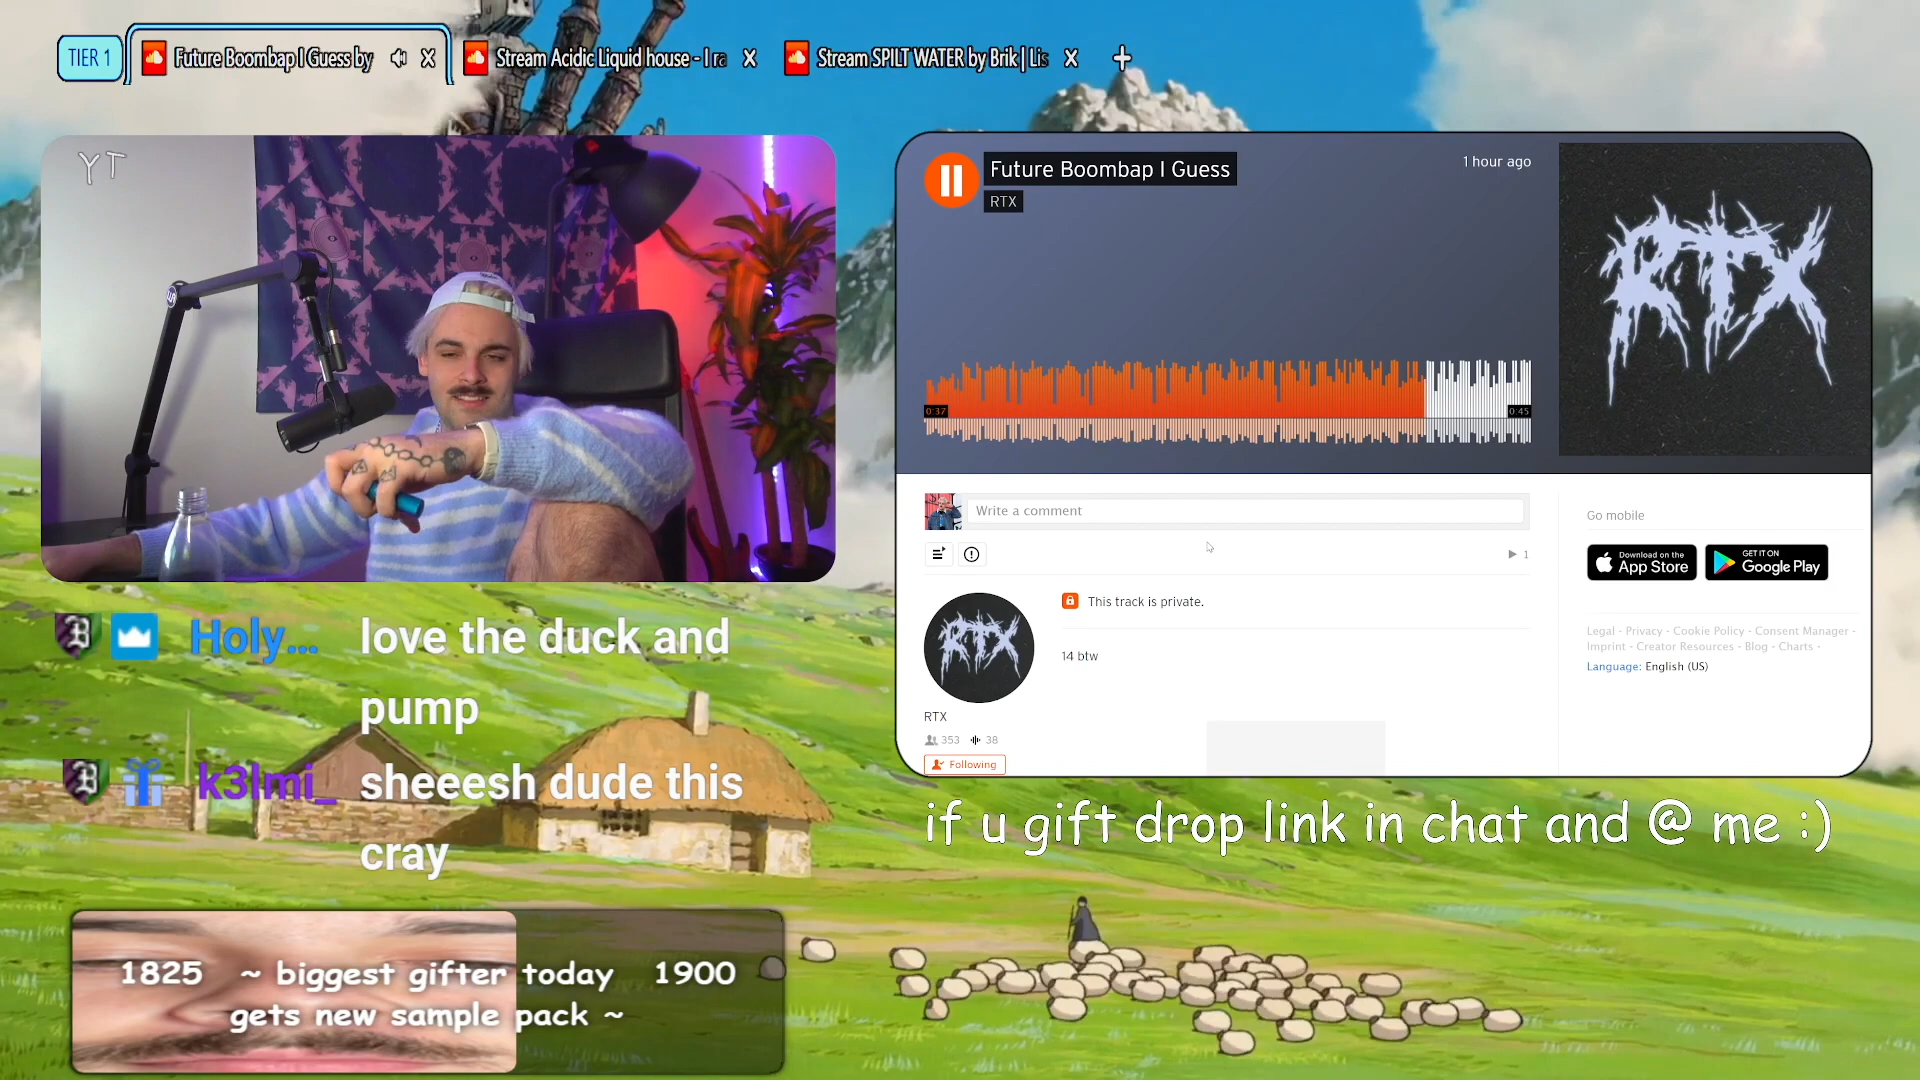 TIER 1
Future Boombap I Guess by
X
Stream Acidic Liquid house - I ra
X
Stream SPILT WATER by Brik | Lis
X
+
YT
Future Boombap I Guess
RTX
1 hour ago
RTX
0:37
0:45
Write a comment
1
This track is private.
14 btw
RTX
RTX
353
38
Following
Go mobile
Download on the
App Store
GET IT ON
Google Play
Legal - Privacy - Cookie Policy - Consent Manager -
Imprint - Creator Resources - Blog - Charts -
Language: English (US)
Holy... love the duck and
pump
k3lmi_ sheeesh dude this
cray
if u gift drop link in chat and @ me :)
1825 ~ biggest gifter today 1900
gets new sample pack ~